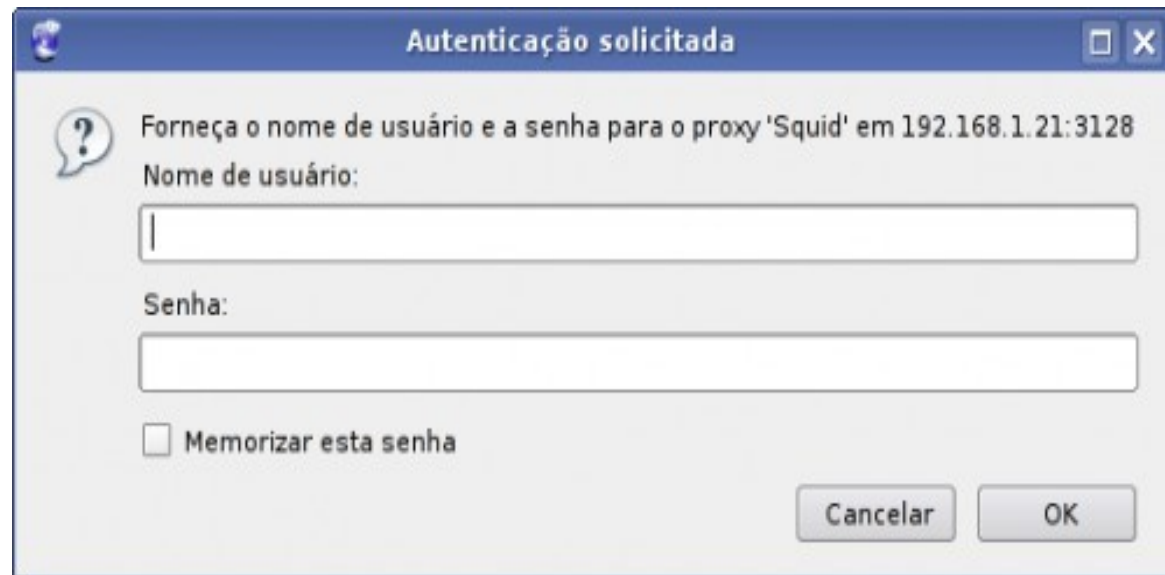 Autenticação solicitada
Forneça o nome de usuário e a senha para o proxy 'Squid' em 192.168.1.21:3128
Nome de usuário:
Senha:
Memorizar esta senha
Cancelar OK